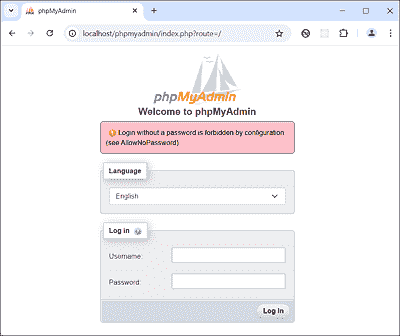 phpMyAdmin
localhost/phpmyadmin/index.php?route=/
phpMyAdmin
Welcome to phpMyAdmin
Login without a password is forbidden by configuration
(see AllowNoPassword)
Language
English
Log in
Username:
Password:
Log in